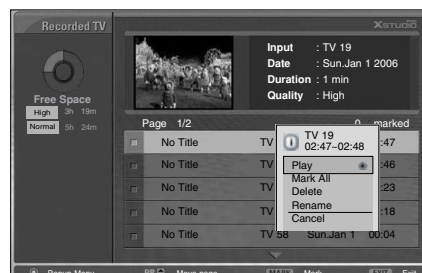 Recorded TV
XSTUDIO
Input : TV 19
Date : Sun.Jan 1 2006
Duration : 1 min
Quality : High
Free Space
High 3h 19m
Normal 5h 24m
Page 1/2 0 marked
TV 19
02:47~02:48
No Title TV :47
Play
No Title TV :46
Mark All
Delete
No Title TV :23
Rename
No Title TV :18
Cancel
No Title TV 58 Sun.Jan 1 00:04
Popup Menu Move page MARK Mark EXIT Exit